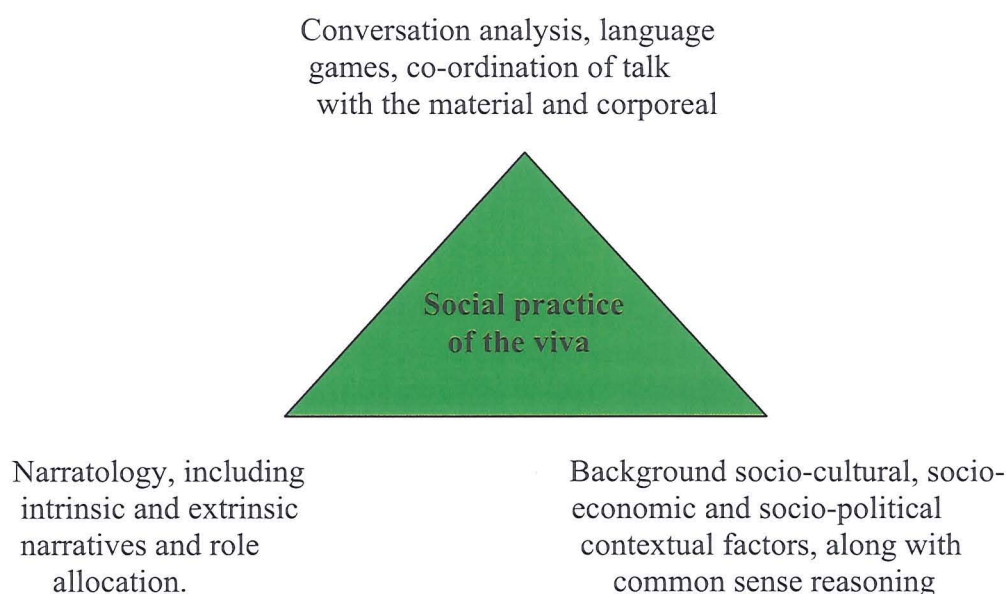 Conversation analysis, language
games, co-ordination of talk
with the material and corporeal
Social practice
of the viva
Narratology, including
intrinsic and extrinsic
narratives and role
allocation.
Background socio-cultural, socio-
economic and socio-political
contextual factors, along with
common sense reasoning